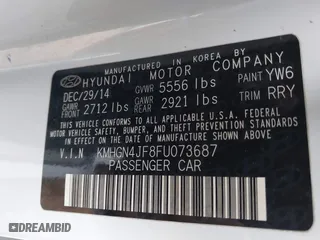 MANUFACTURED IN KOREA BY
HYUNDAI MOTOR COMPANY
DEC/29/14 GVWR 5556 lbs PAINT YW6
GAWR FRONT 2712 lbs GAWR REAR 2921 lbs TRIM RRY
THIS VEHICLE CONFORMS TO ALL APPLICABLE
FEDERAL MOTOR VEHICLE SAFETY, BUMPER,
AND THEFT PREVENTION STANDARDS IN EFFECT
ON THE DATE OF MANUFACTURE SHOWN ABOVE.
V.I.N KMHGN4JF8FU073687
PASSENGER CAR
DREAMBID